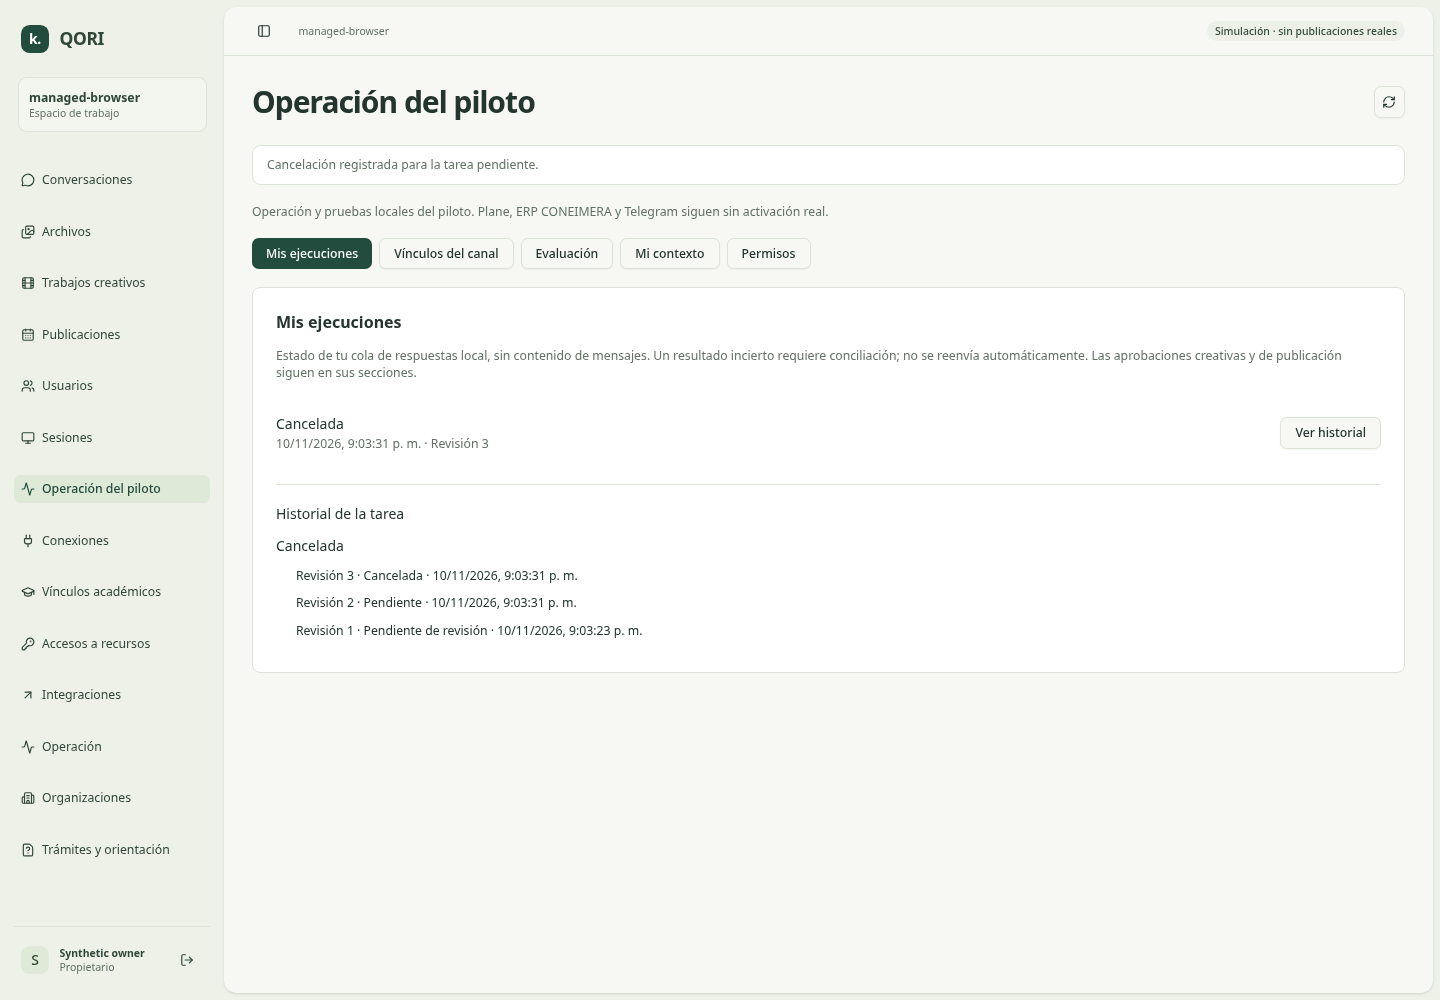 k. QORI
managed-browser
Espacio de trabajo
Conversaciones
Archivos
Trabajos creativos
Publicaciones
Usuarios
Sesiones
Operación del piloto
Conexiones
Vínculos académicos
Accesos a recursos
Integraciones
Operación
Organizaciones
Trámites y orientación
S
Synthetic owner
Propietario
managed-browser
Simulación · sin publicaciones reales
Operación del piloto
Cancelación registrada para la tarea pendiente.
Operación y pruebas locales del piloto. Plane, ERP CONEIMERA y Telegram siguen sin activación real.
Mis ejecuciones
Vínculos del canal
Evaluación
Mi contexto
Permisos
Mis ejecuciones
Estado de tu cola de respuestas local, sin contenido de mensajes. Un resultado incierto requiere conciliación; no se reenvía automáticamente. Las aprobaciones creativas y de publicación
siguen en sus secciones.
Cancelada
10/11/2026, 9:03:31 p. m. · Revisión 3
Ver historial
Historial de la tarea
Cancelada
Revisión 3 · Cancelada · 10/11/2026, 9:03:31 p. m.
Revisión 2 · Pendiente · 10/11/2026, 9:03:31 p. m.
Revisión 1 · Pendiente de revisión · 10/11/2026, 9:03:23 p. m.